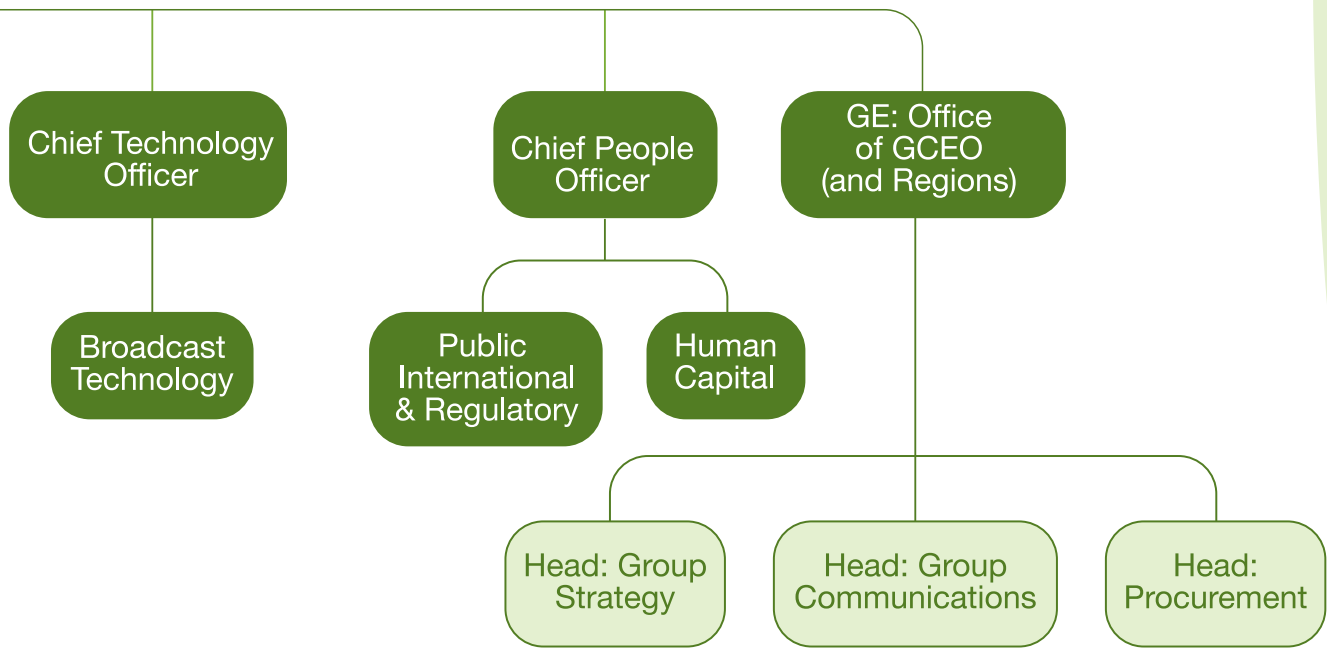 Chief Technology
Officer
Chief People
Officer
GE: Office
of GCEO
(and Regions)
Broadcast
Technology
Public
International
& Regulatory
Human
Capital
Head: Group
Strategy
Head: Group
Communications
Head:
Procurement